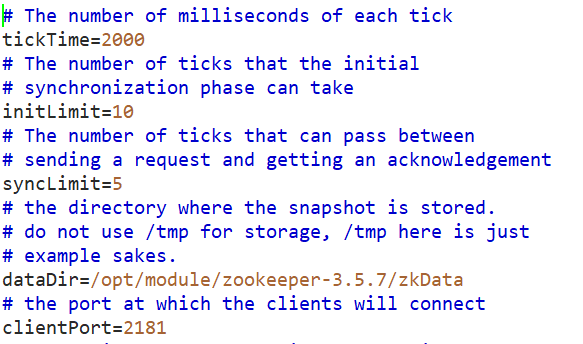 # The number of milliseconds of each tick
tickTime=2000
# The number of ticks that the initial
# synchronization phase can take
initLimit=10
# The number of ticks that can pass between
# sending a request and getting an acknowledgement
syncLimit=5
# the directory where the snapshot is stored.
# do not use /tmp for storage, /tmp here is just
# example sakes.
dataDir=/opt/module/zookeeper-3.5.7/zkData
# the port at which the clients will connect
clientPort=2181